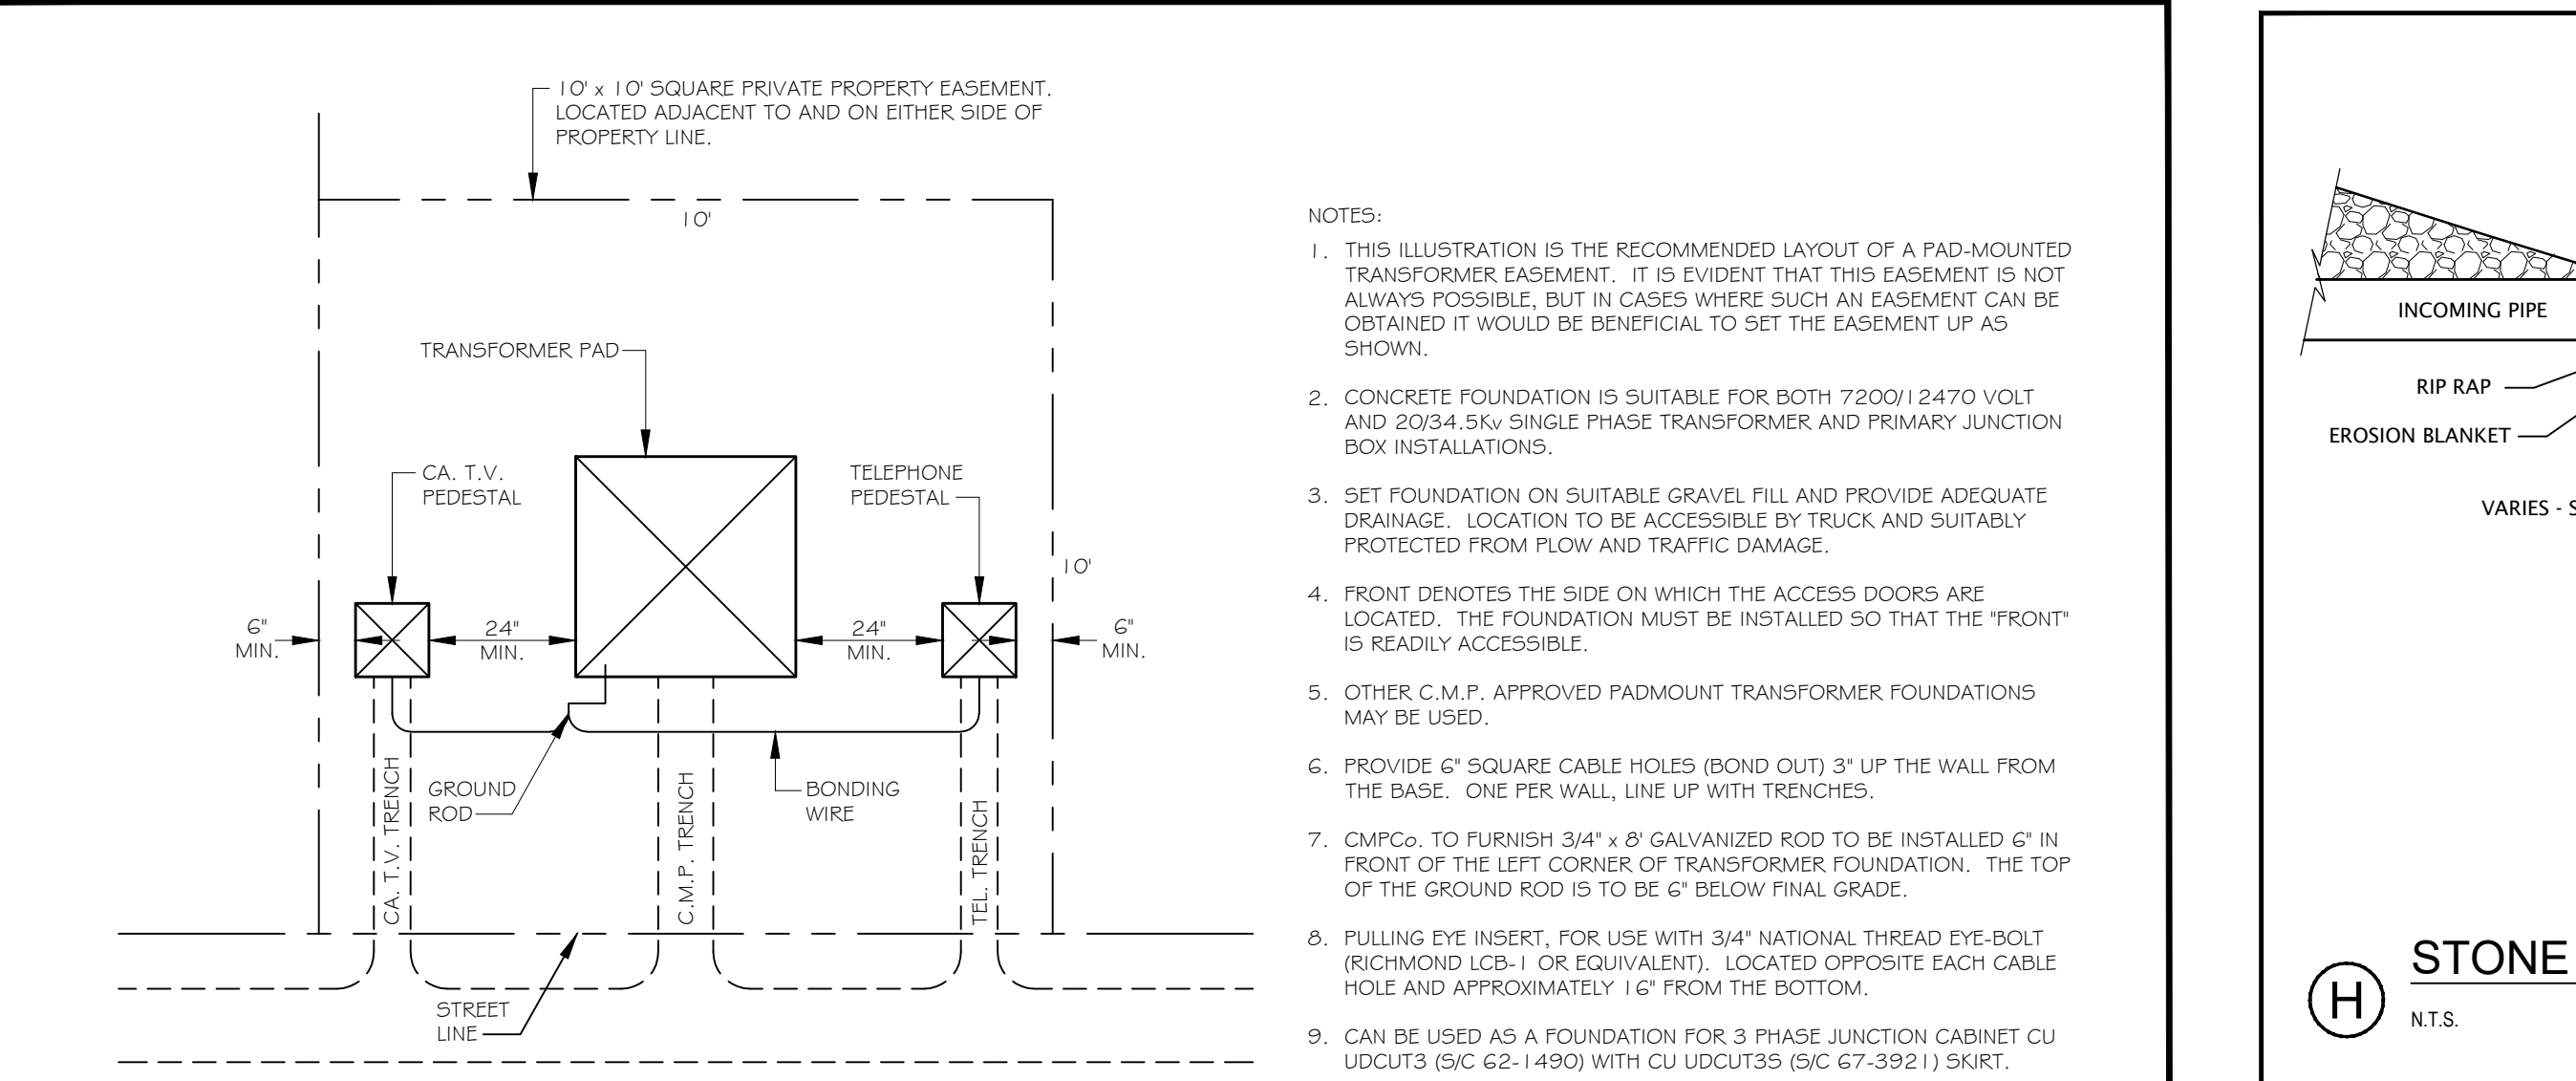 10' x 10' SQUARE PRIVATE PROPERTY EASEMENT.
LOCATED ADJACENT TO AND ON EITHER SIDE OF
PROPERTY LINE.
10'
TRANSFORMER PAD
CA. T.V.
PEDESTAL
TELEPHONE
PEDESTAL
10'
6"
MIN.
24"
MIN.
24"
MIN.
6"
MIN.
GROUND
ROD
BONDING
WIRE
CA. T.V. TRENCH
C.M.P. TRENCH
TEL. TRENCH
STREET
LINE
NOTES:
1. THIS ILLUSTRATION IS THE RECOMMENDED LAYOUT OF A PAD-MOUNTED
TRANSFORMER EASEMENT. IT IS EVIDENT THAT THIS EASEMENT IS NOT
ALWAYS POSSIBLE, BUT IN CASES WHERE SUCH AN EASEMENT CAN BE
OBTAINED IT WOULD BE BENEFICIAL TO SET THE EASEMENT UP AS
SHOWN.
2. CONCRETE FOUNDATION IS SUITABLE FOR BOTH 7200/12470 VOLT
AND 20/34.5Kv SINGLE PHASE TRANSFORMER AND PRIMARY JUNCTION
BOX INSTALLATIONS.
3. SET FOUNDATION ON SUITABLE GRAVEL FILL AND PROVIDE ADEQUATE
DRAINAGE. LOCATION TO BE ACCESSIBLE BY TRUCK AND SUITABLY
PROTECTED FROM PLOW AND TRAFFIC DAMAGE.
4. FRONT DENOTES THE SIDE ON WHICH THE ACCESS DOORS ARE
LOCATED. THE FOUNDATION MUST BE INSTALLED SO THAT THE "FRONT"
IS READILY ACCESSIBLE.
5. OTHER C.M.P. APPROVED PADMOUNT TRANSFORMER FOUNDATIONS
MAY BE USED.
6. PROVIDE 6" SQUARE CABLE HOLES (BOND OUT) 3" UP THE WALL FROM
THE BASE. ONE PER WALL, LINE UP WITH TRENCHES.
7. CMPCo. TO FURNISH 3/4" x 8' GALVANIZED ROD TO BE INSTALLED 6" IN
FRONT OF THE LEFT CORNER OF TRANSFORMER FOUNDATION. THE TOP
OF THE GROUND ROD IS TO BE 6" BELOW FINAL GRADE.
8. PULLING EYE INSERT, FOR USE WITH 3/4" NATIONAL THREAD EYE-BOLT
(RICHMOND LCB-1 OR EQUIVALENT). LOCATED OPPOSITE EACH CABLE
HOLE AND APPROXIMATELY 16" FROM THE BOTTOM.
9. CAN BE USED AS A FOUNDATION FOR 3 PHASE JUNCTION CABINET CU
UDCUT3 (S/C 62-1490) WITH CU UDCUT3S (S/C 67-3921) SKIRT.
INCOMING PIPE
RIP RAP
EROSION BLANKET
VARIES - S
H
STONE
N.T.S.